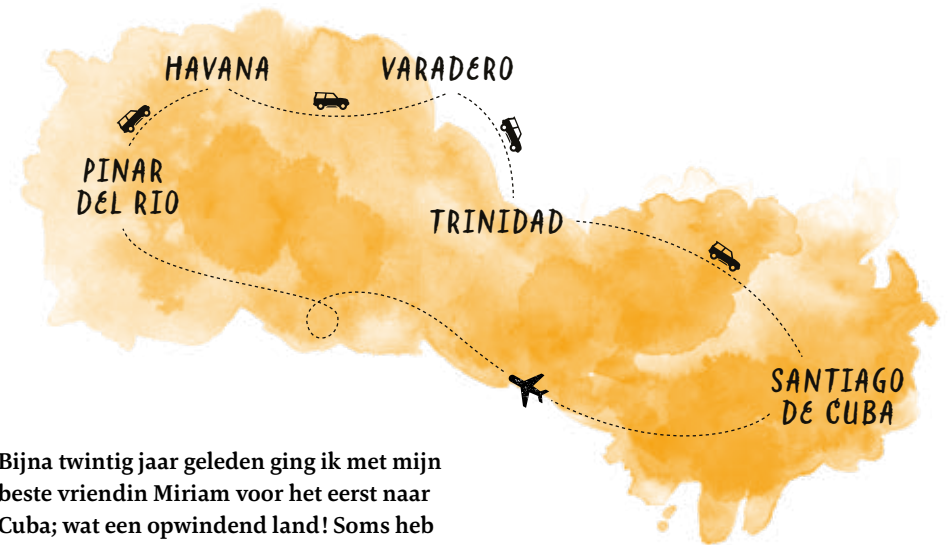 HAVANA
VARADERO
PINAR
DEL RIO
TRINIDAD
SANTIAGO
DE CUBA
Bijna twintig jaar geleden ging ik met mijn
beste vriendin Miriam voor het eerst naar
Cuba; wat een opwindend land! Soms heb